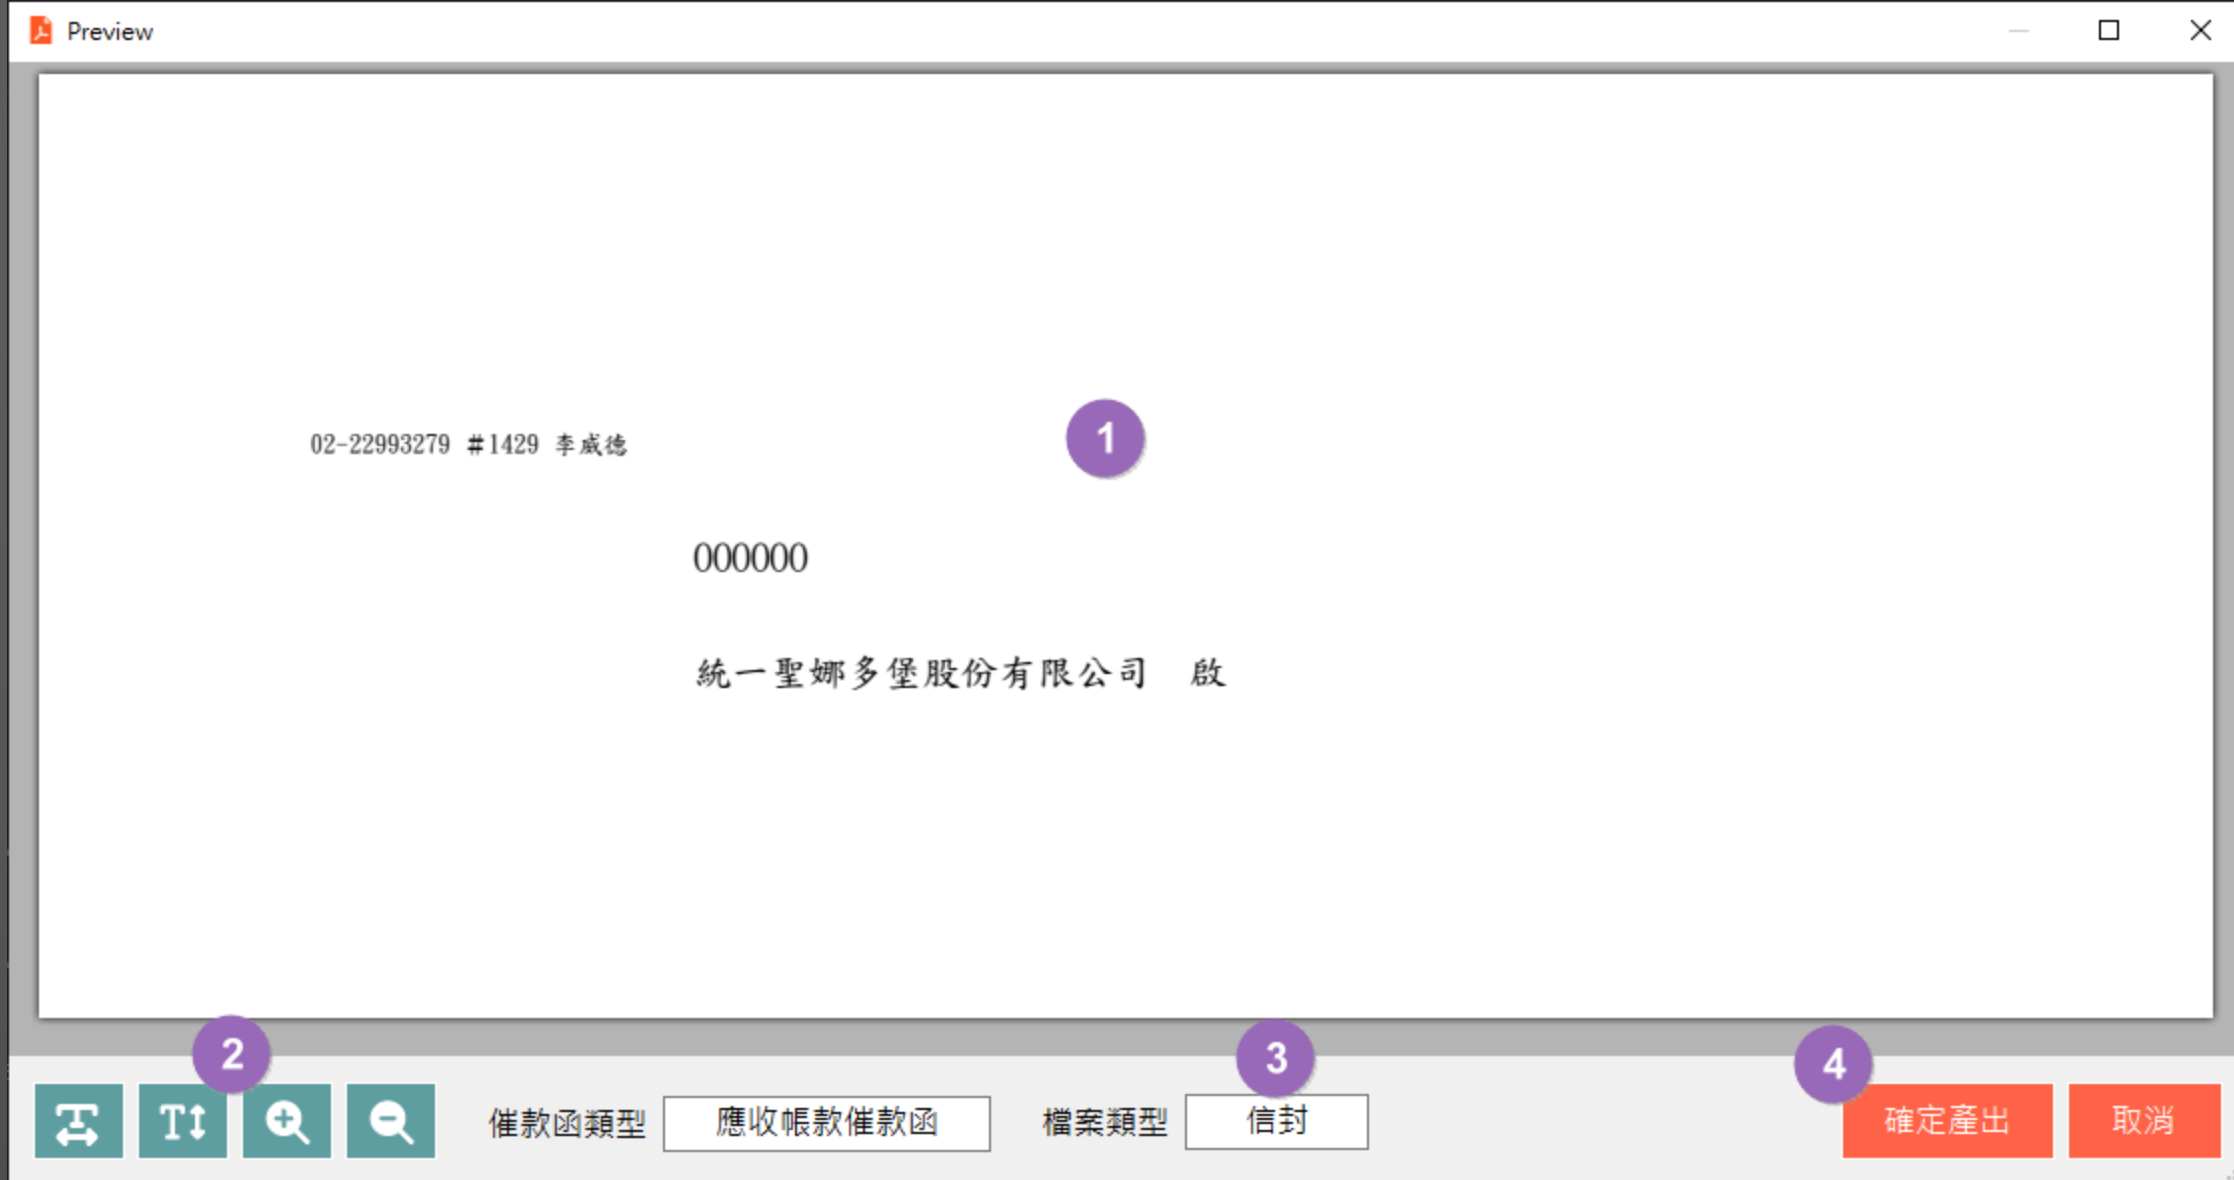 Preview
02-22993279 #1429 李威德
1
000000
統一聖娜多堡股份有限公司 啟
2
3
4
T T 催款函類型 應收帳款催款函 檔案類型 信封 確定產出 取消